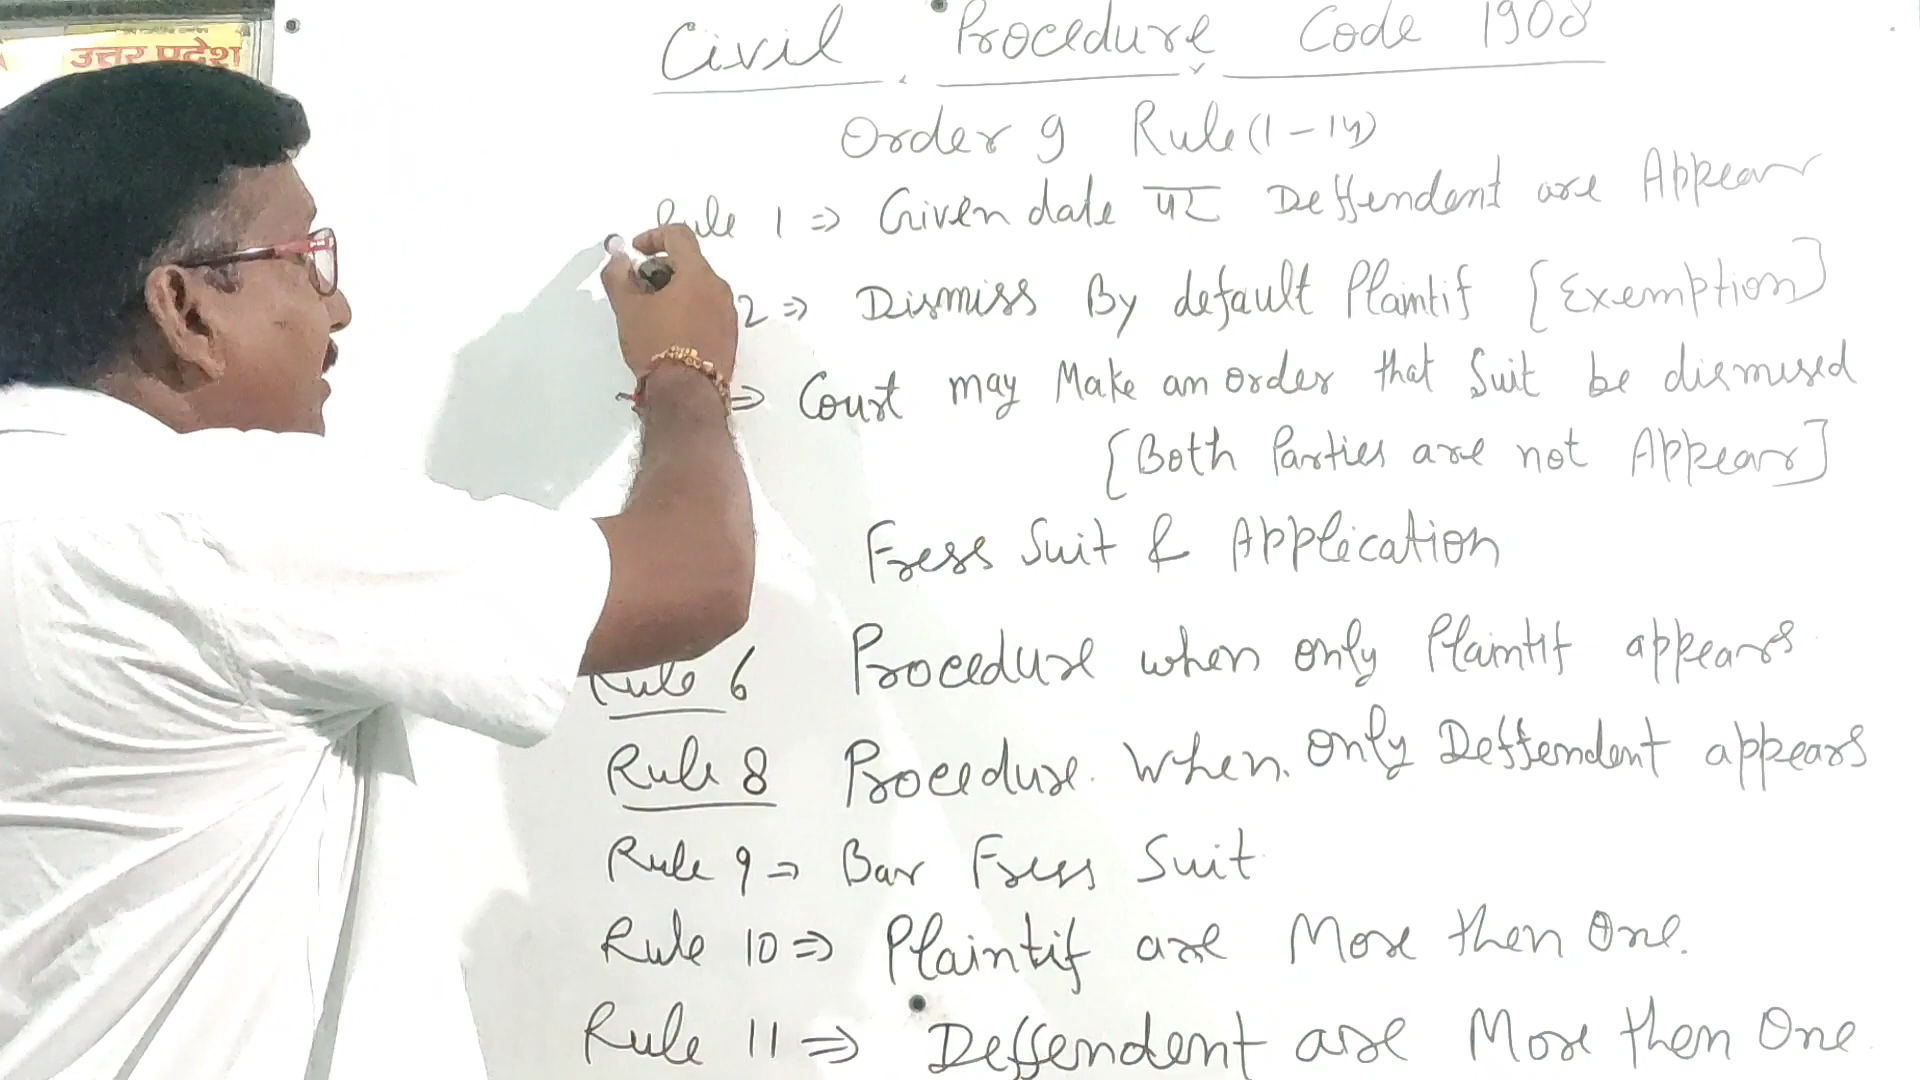 उत्तर प्रदेश
Civil Procedure Code 1908
Order 9 Rule (1-14)
Rule 1 => Given date पर Deffendent are Appear
2 => Dismiss By default Plaintif [Exemption]
=> Court may Make an order that Suit be dismised
[Both Parties are not Appear]
Fress Suit & Application
Rule 6 Procedure when only Plaintif appears
Rule 8 Procedure. When. Only Deffendent appears
Rule 9 => Bar Fress Suit
Rule 10 => Plaintif are More then One.
Rule 11 => Deffendent are More then One